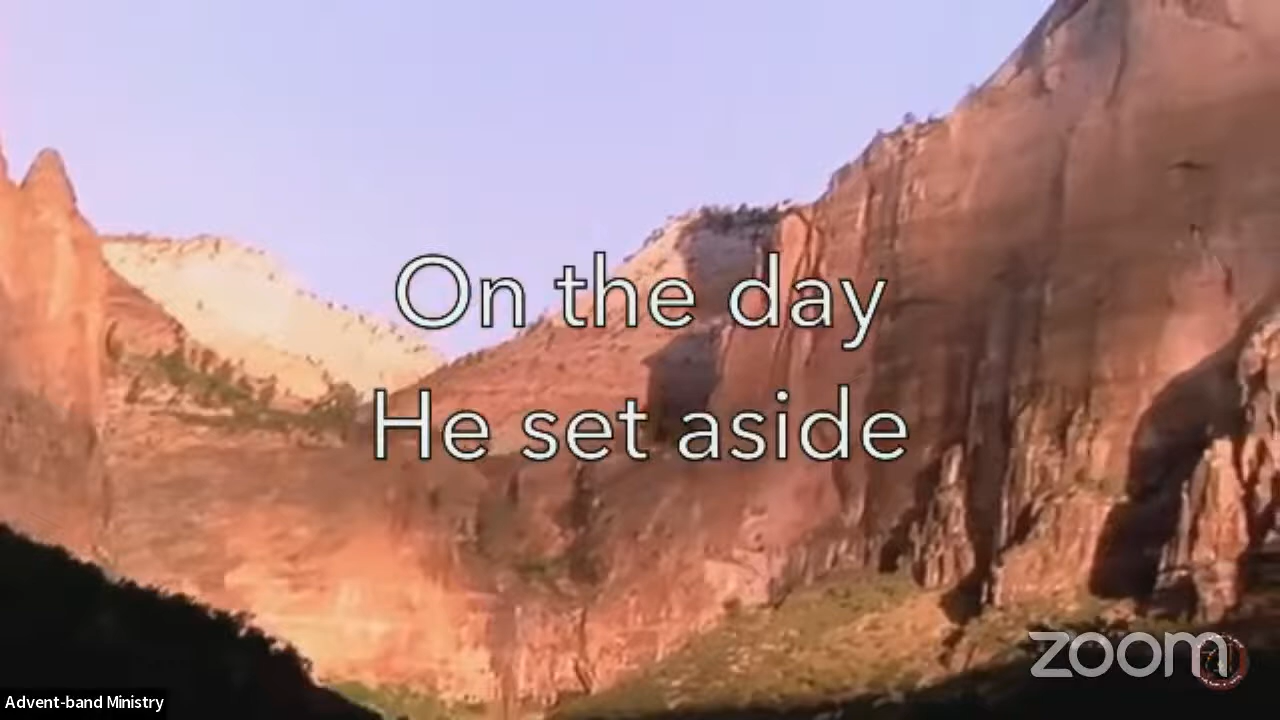 On the day
He set aside
zoom
Advent-band Ministry